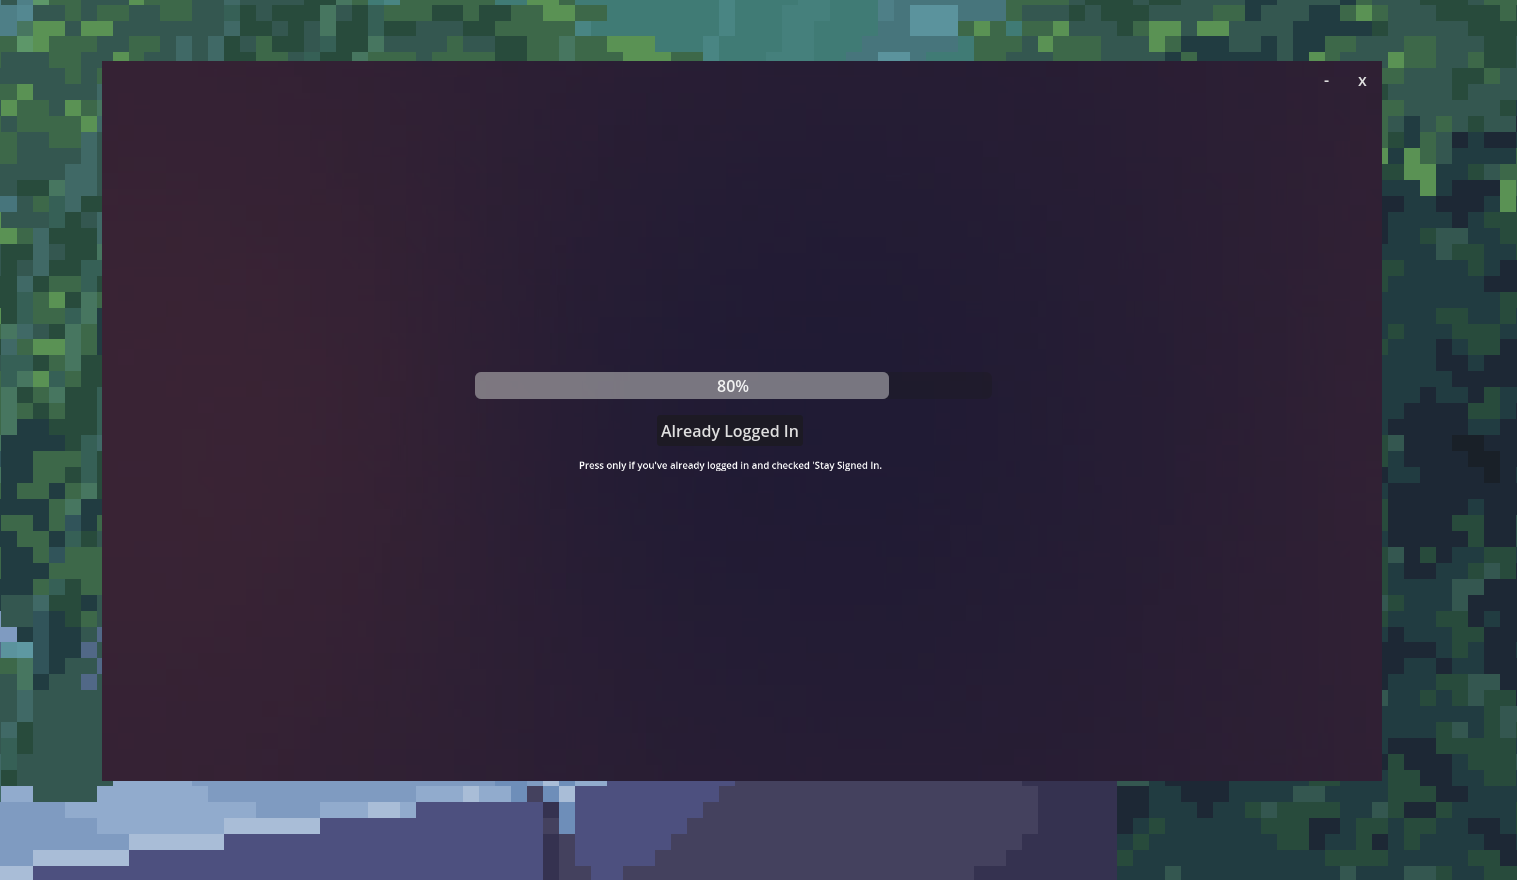 - X
80%
Already Logged In
Press only if you've already logged in and checked 'Stay Signed In.